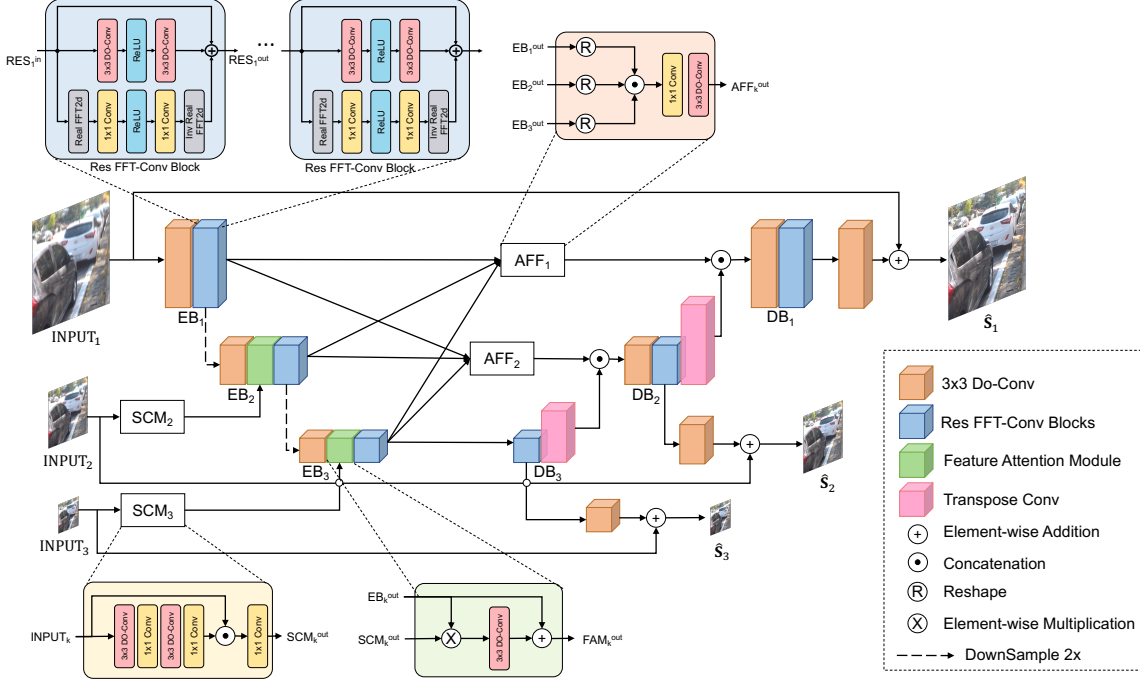 RES₁ⁱⁿ
3x3 DO-Conv
ReLU
3x3 DO-Conv
+
Real FFT2d
1x1 Conv
ReLU
1x1 Conv
Inv Real FFT2d
Res FFT-Conv Block
RES₁ᵒᵘᵗ
...
3x3 DO-Conv
ReLU
3x3 DO-Conv
+
Real FFT2d
1x1 Conv
ReLU
1x1 Conv
Inv Real FFT2d
Res FFT-Conv Block
EB₁ᵒᵘᵗ
R
EB₂ᵒᵘᵗ
R
EB₃ᵒᵘᵗ
R
1x1 Conv
3x3 DO-Conv
AFFₖᵒᵘᵗ
INPUT₁
EB₁
AFF₁
DB₁
+
Ŝ₁
EB₂
AFF₂
DB₂
INPUT₂
SCM₂
+
Ŝ₂
EB₃
DB₃
INPUT₃
SCM₃
+
Ŝ₃
INPUTₖ
3x3 DO-Conv
1x1 Conv
3x3 DO-Conv
1x1 Conv
1x1 Conv
SCMₖᵒᵘᵗ
EBₖᵒᵘᵗ
SCMₖᵒᵘᵗ
X
3x3 DO-Conv
+
FAMₖᵒᵘᵗ
3x3 Do-Conv
Res FFT-Conv Blocks
Feature Attention Module
Transpose Conv
+ Element-wise Addition
Concatenation
R Reshape
X Element-wise Multiplication
DownSample 2x